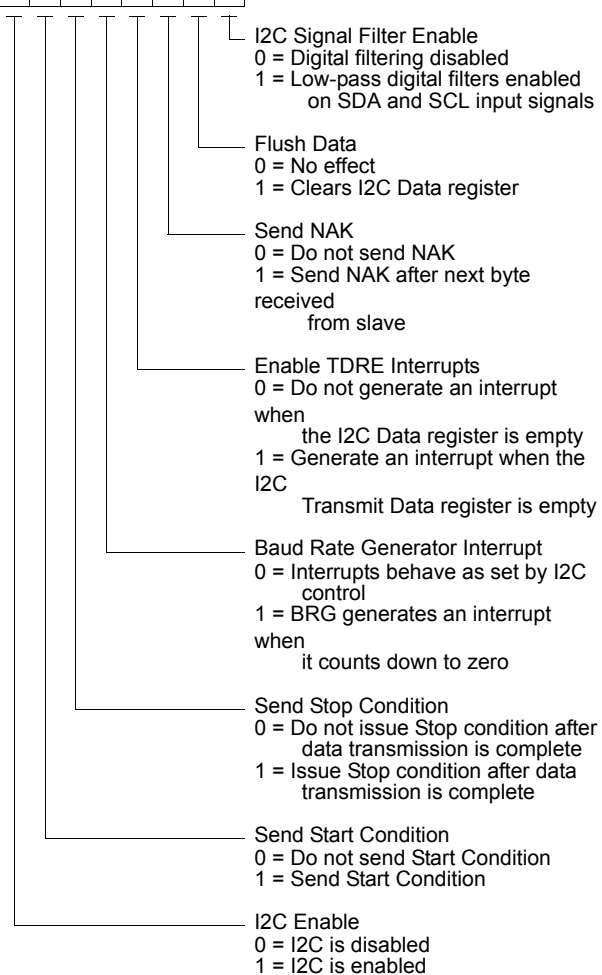 I2C Signal Filter Enable
0 = Digital filtering disabled
1 = Low-pass digital filters enabled
on SDA and SCL input signals
Flush Data
0 = No effect
1 = Clears I2C Data register
Send NAK
0 = Do not send NAK
1 = Send NAK after next byte
received
from slave
Enable TDRE Interrupts
0 = Do not generate an interrupt
when
the I2C Data register is empty
1 = Generate an interrupt when the
I2C
Transmit Data register is empty
Baud Rate Generator Interrupt
0 = Interrupts behave as set by I2C
control
1 = BRG generates an interrupt
when
it counts down to zero
Send Stop Condition
0 = Do not issue Stop condition after
data transmission is complete
1 = Issue Stop condition after data
transmission is complete
Send Start Condition
0 = Do not send Start Condition
1 = Send Start Condition
I2C Enable
0 = I2C is disabled
1 = I2C is enabled